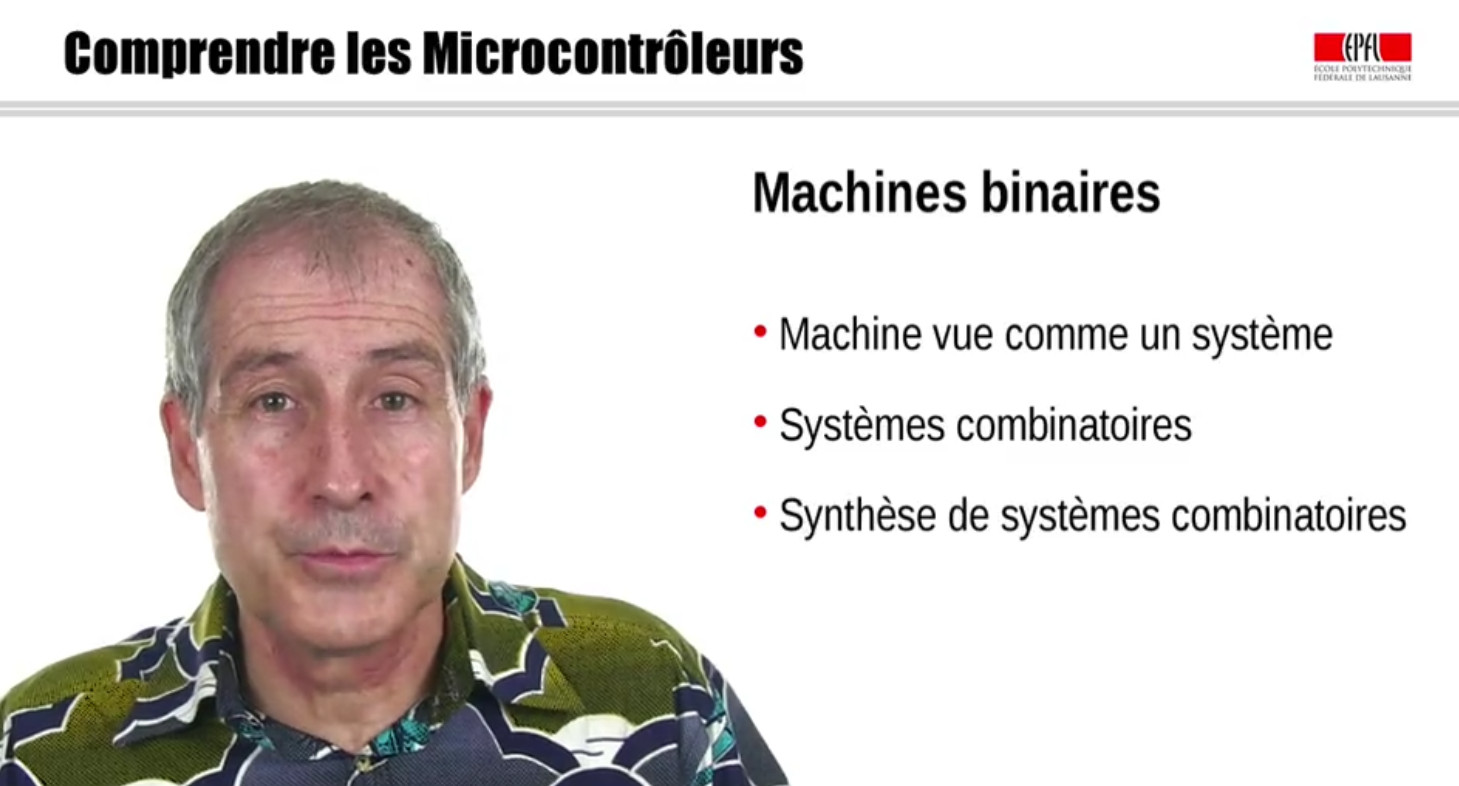 Comprendre les Microcontrôleurs
EPFL
ÉCOLE POLYTECHNIQUE
FÉDÉRALE DE LAUSANNE
Machines binaires
• Machine vue comme un système
• Systèmes combinatoires
• Synthèse de systèmes combinatoires